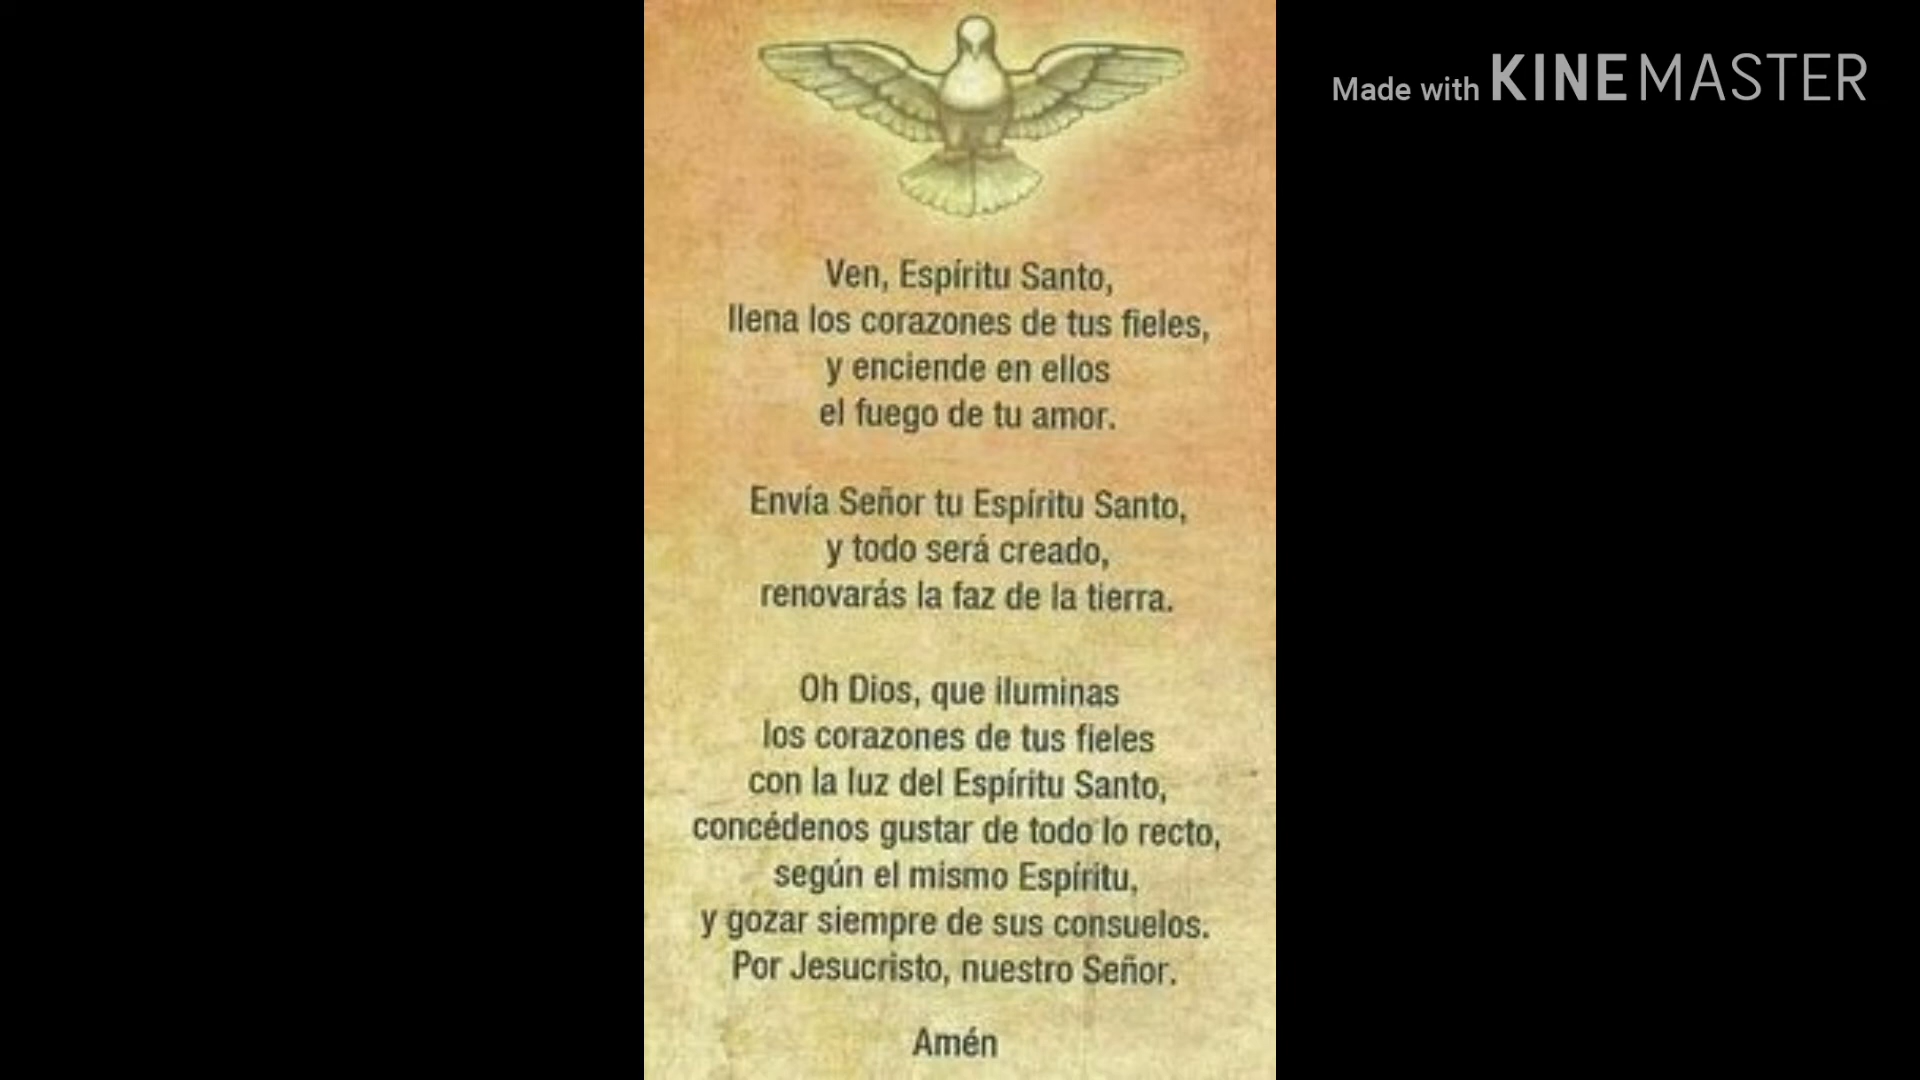 Made with KINEMASTER
Ven, Espíritu Santo,
llena los corazones de tus fieles,
y enciende en ellos
el fuego de tu amor.
Envía Señor tu Espíritu Santo,
y todo será creado,
renovarás la faz de la tierra.
Oh Dios, que iluminas
los corazones de tus fieles
con la luz del Espíritu Santo,
concédenos gustar de todo lo recto,
según el mismo Espíritu,
y gozar siempre de sus consuelos.
Por Jesucristo, nuestro Señor.
Amén